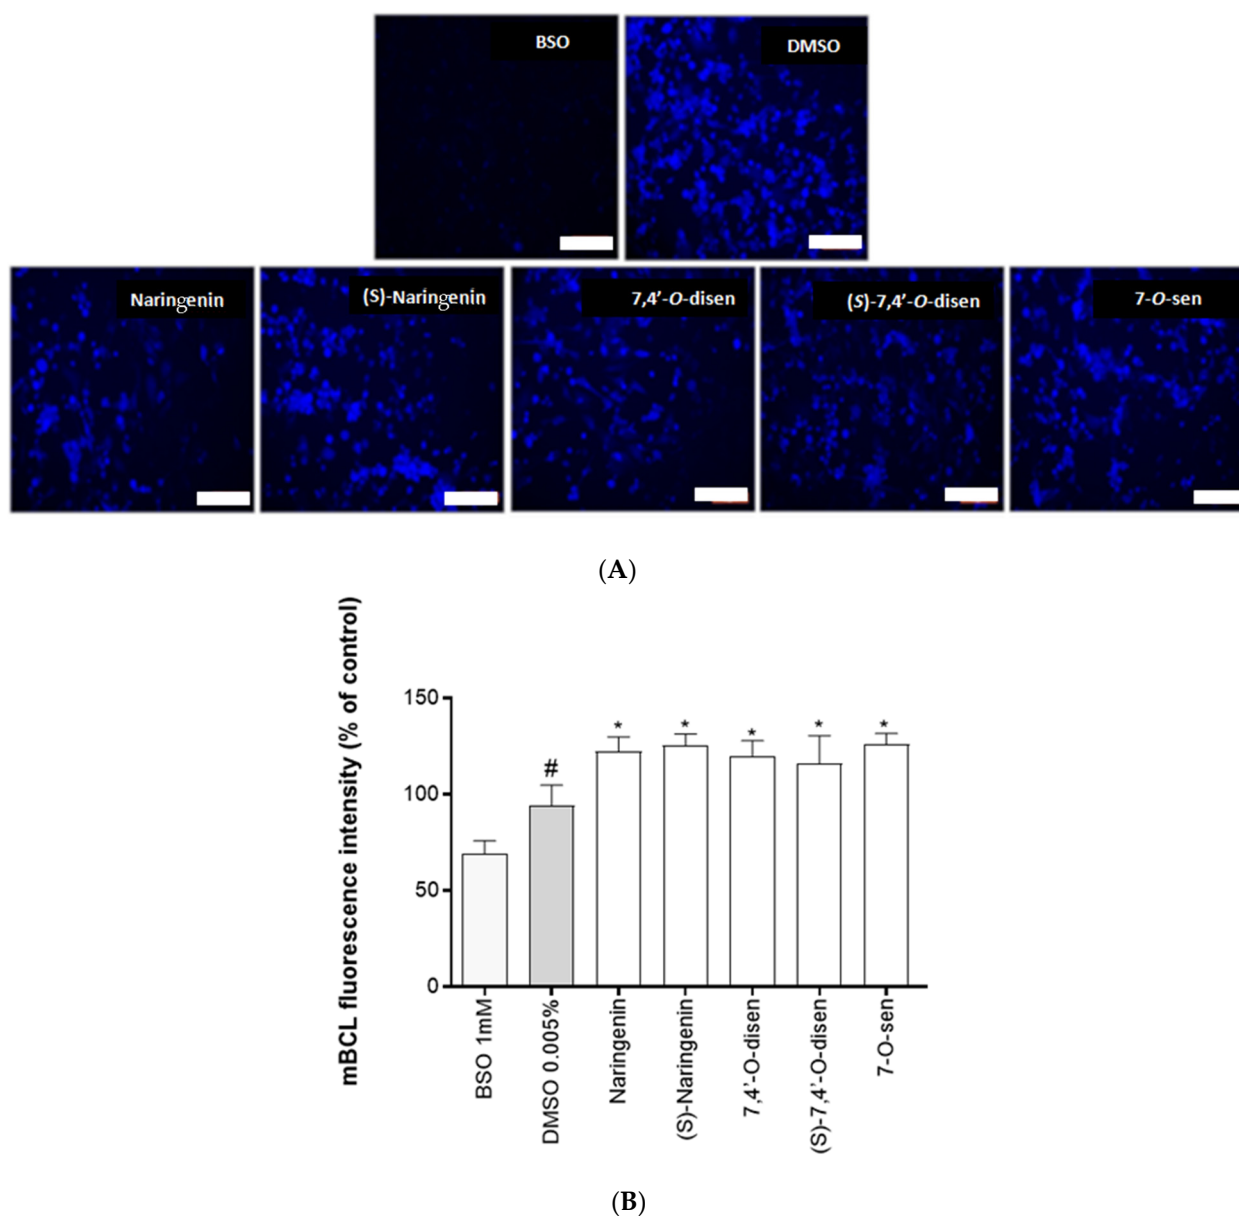 BSO
DMSO
Naringenin
(S)-Naringenin
7,4’-O-disen
(S)-7,4’-O-disen
7-O-sen
(A)
mBCL fluorescence intensity (% of control)
150
100
50
0
#
*
*
*
*
*
BSO 1mM
DMSO 0.005%
Naringenin
(S)-Naringenin
7,4’-O-disen
(S)-7,4’-O-disen
7-O-sen
(B)